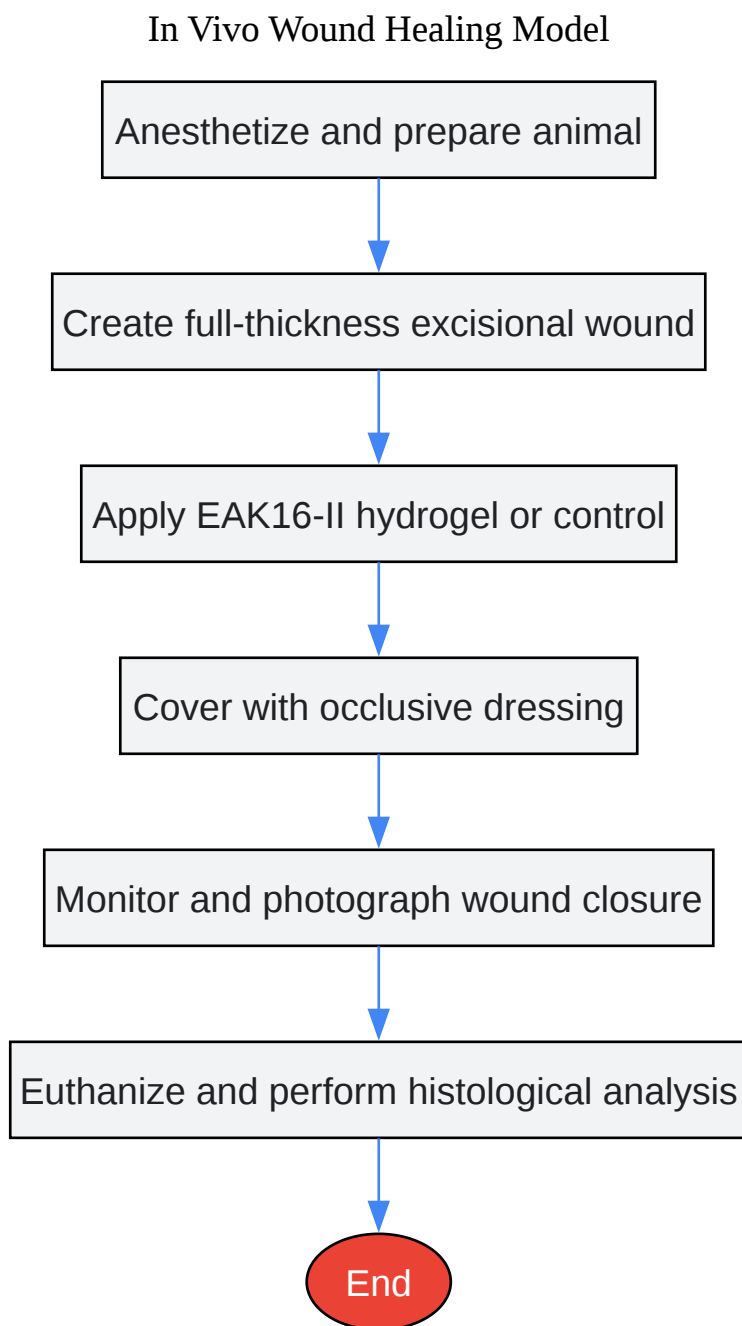 In Vivo Wound Healing Model
Anesthetize and prepare animal
Create full-thickness excisional wound
Apply EAK16-II hydrogel or control
Cover with occlusive dressing
Monitor and photograph wound closure
Euthanize and perform histological analysis
End